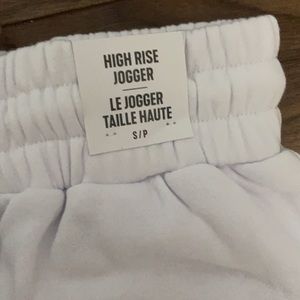 HIGH RISE
JOGGER
LE JOGGER
TAILLE HAUTE
S/P